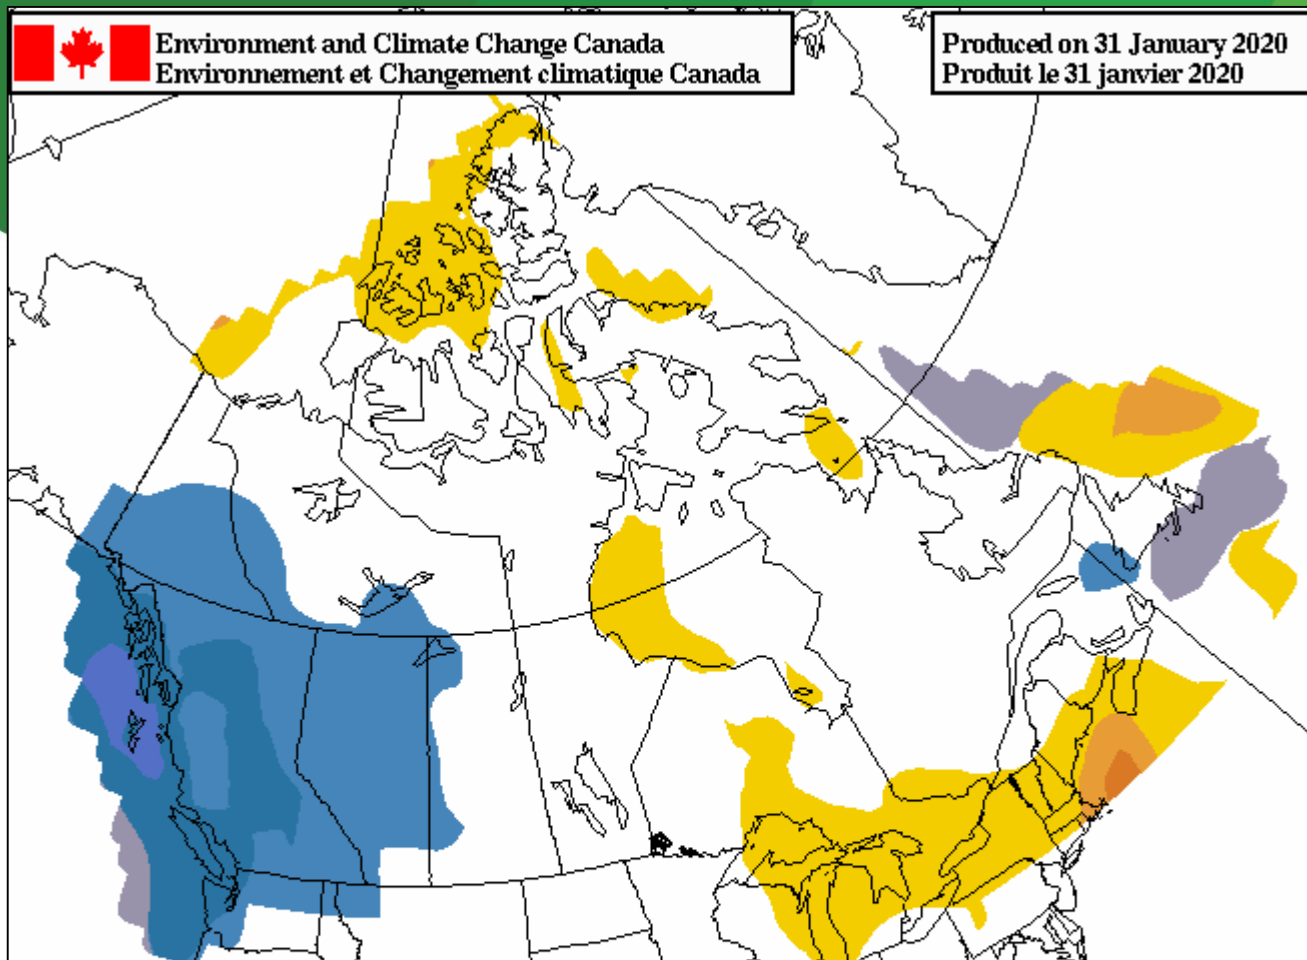 Environment and Climate Change Canada
Environnement et Changement climatique Canada
Produced on 31 January 2020
Produit le 31 janvier 2020